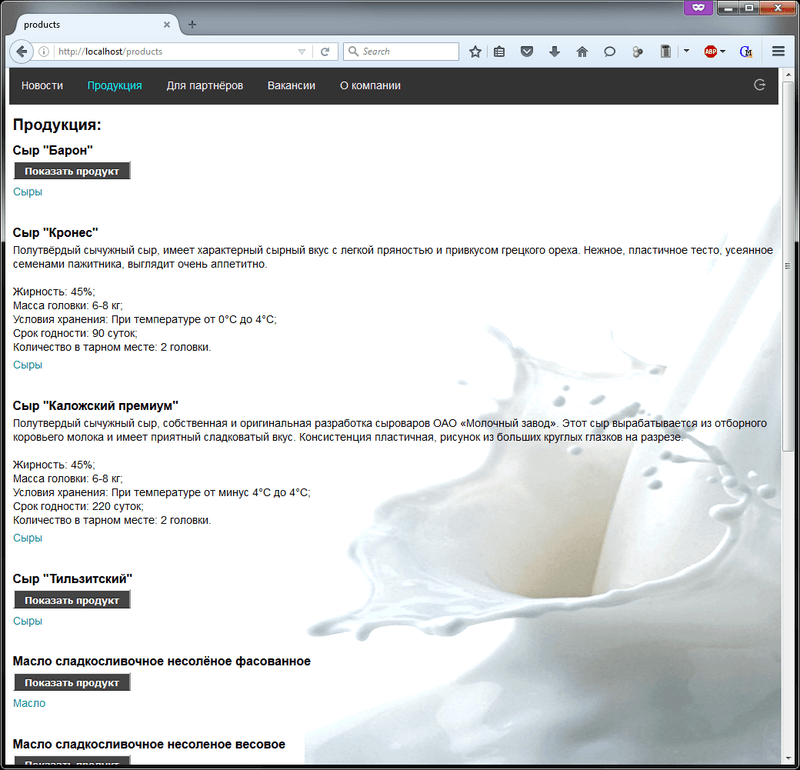 products
http://localhost/products
Search
ABP
Новости Продукция Для партнёров Вакансии О компании
Продукция:
Сыр "Барон"
Показать продукт
Сыры
Сыр "Кронес"
Полутвёрдый сычужный сыр, имеет характерный сырный вкус с легкой пряностью и привкусом грецкого ореха. Нежное, пластичное тесто, усеянное
семенами пажитника, выглядит очень аппетитно.
Жирность: 45%;
Масса головки: 6-8 кг;
Условия хранения: При температуре от 0°С до 4°С;
Срок годности: 90 суток;
Количество в тарном месте: 2 головки.
Сыры
Сыр "Каложский премиум"
Полутвердый сычужный сыр, собственная и оригинальная разработка сыроваров ОАО «Молочный завод». Этот сыр вырабатывается из отборного
коровьего молока и имеет приятный сладковатый вкус. Консистенция пластичная, рисунок из больших круглых глазков на разрезе.
Жирность: 45%;
Масса головки: 6-8 кг;
Условия хранения: При температуре от минус 4°С до 4°С;
Срок годности: 220 суток;
Количество в тарном месте: 2 головки.
Сыры
Сыр "Тильзитский"
Показать продукт
Сыры
Масло сладкосливочное несолёное фасованное
Показать продукт
Масло
Масло сладкосливочное несоленое весовое
Показать продукт